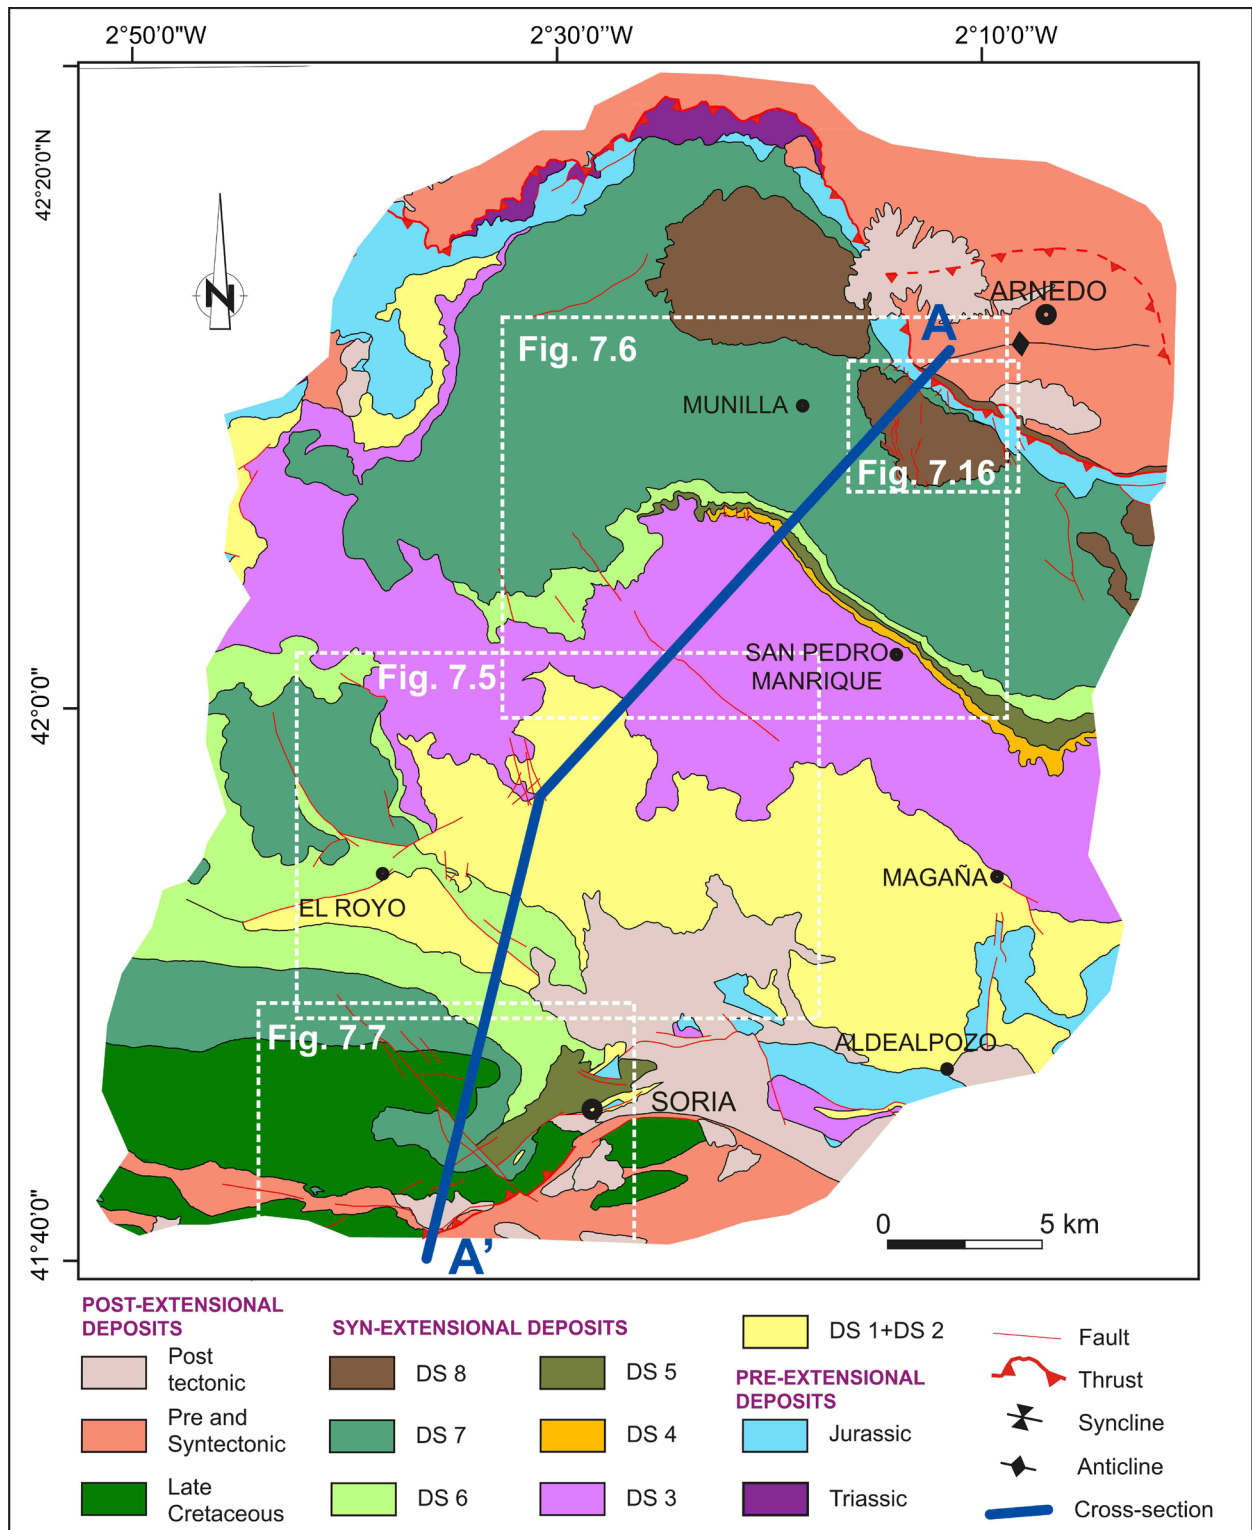 2°50'0"W 2°30'0''W 2°10'0''W
42°20'0"N
N
ARNEDO
A
Fig. 7.6
MUNILLA
Fig. 7.16
SAN PEDRO
MANRIQUE
Fig. 7.5
42°0'0"
MAGAÑA
EL ROYO
Fig. 7.7
ALDEALPOZO
SORIA
0 5 km
41°40'0"
A’
POST-EXTENSIONAL
DEPOSITS
Post
tectonic
Pre and
Syntectonic
Late
Cretaceous
SYN-EXTENSIONAL DEPOSITS
DS 8
DS 7
DS 6
DS 5
DS 4
DS 3
DS 1+DS 2
PRE-EXTENSIONAL
DEPOSITS
Jurassic
Triassic
Fault
Thrust
Syncline
Anticline
Cross-section